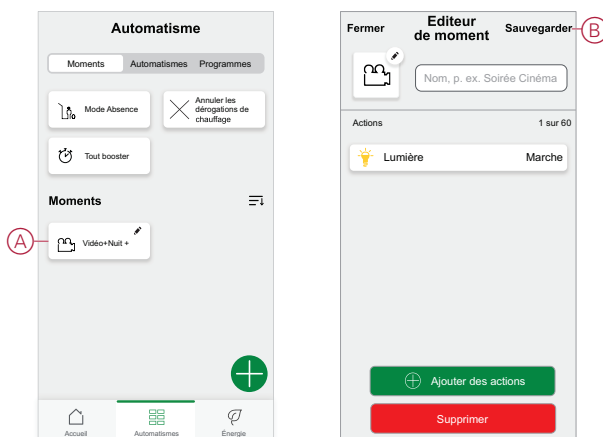 Automatisme
Moments Automatismes Programmes
Mode Absence
Annuler les
dérogations de
chauffage
Tout booster
Moments
A
Vidéo+Nuit +
Accueil Automatismes Énergie
Fermer
Editeur
de moment
Sauvegarder
B
Nom, p. ex. Soirée Cinéma
Actions 1 sur 60
Lumière Marche
Ajouter des actions
Supprimer